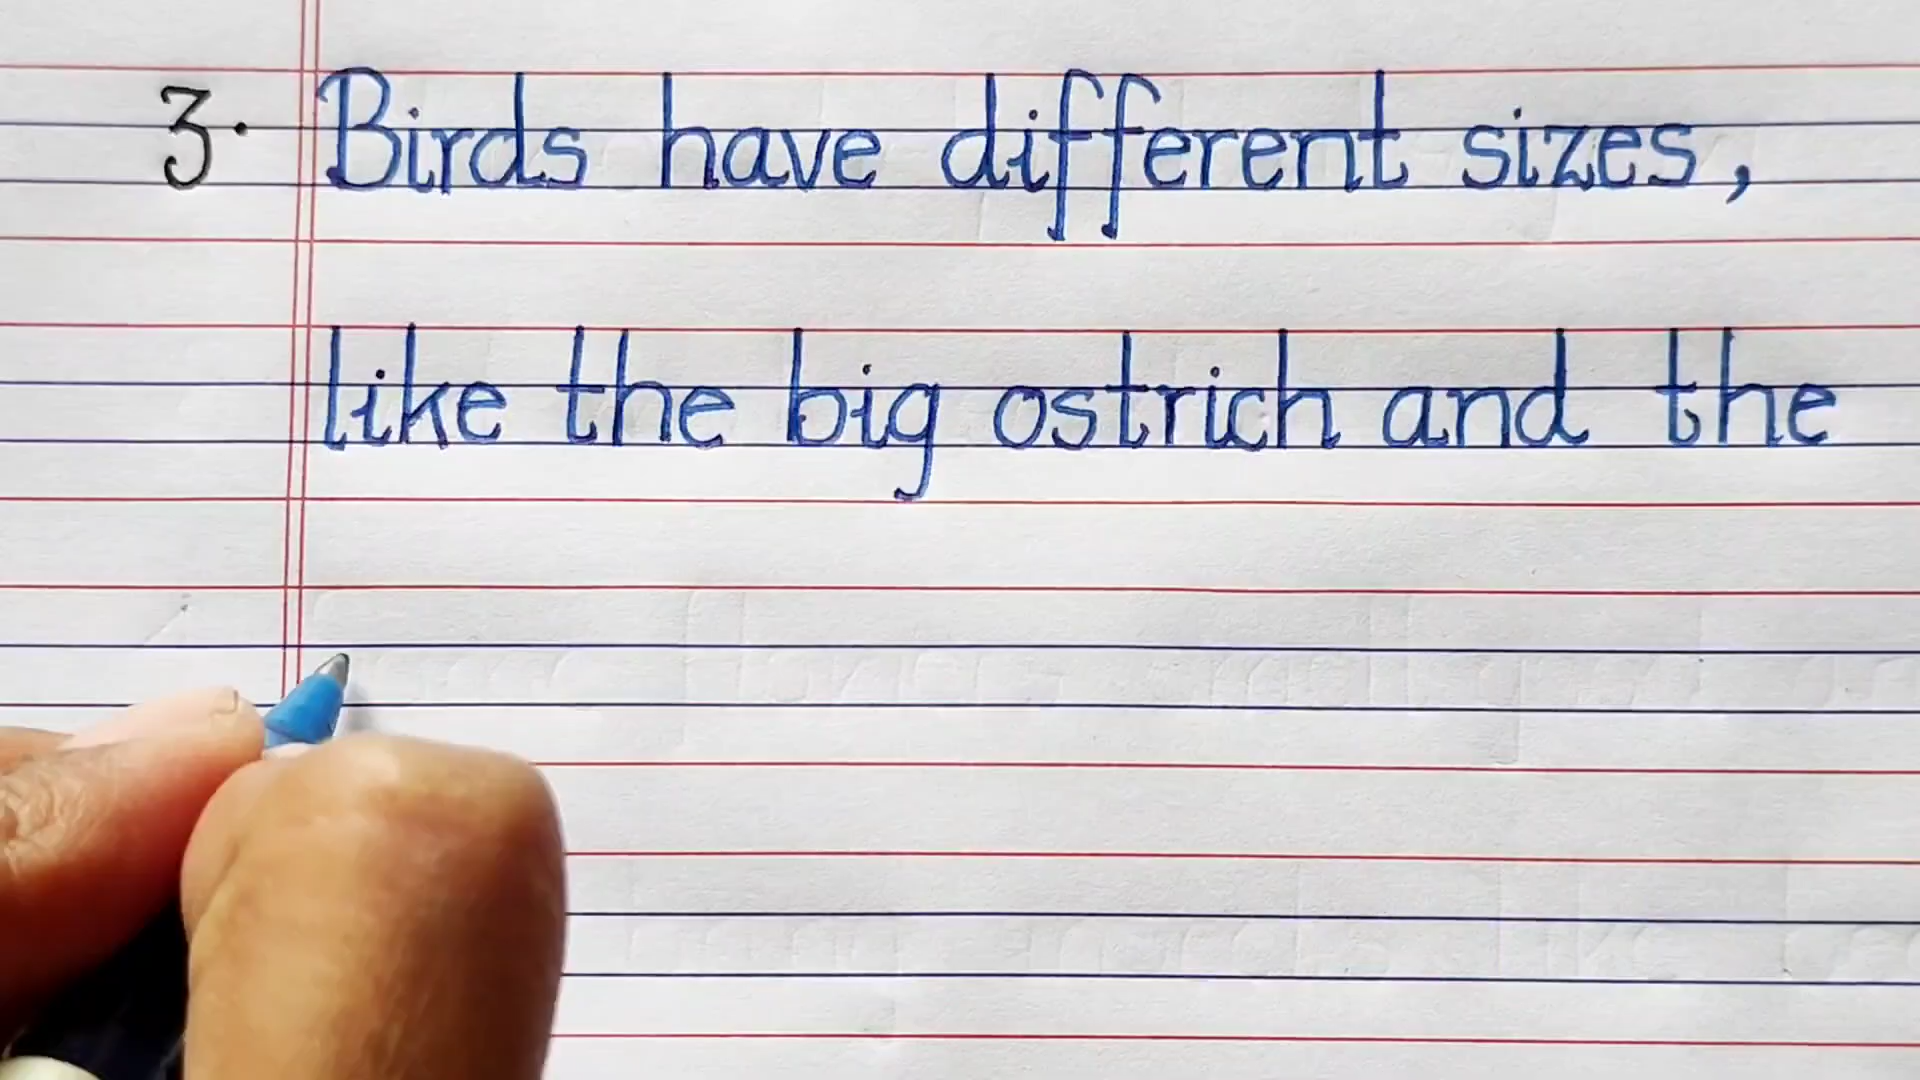 3. Birds have different sizes,
like the big ostrich and the